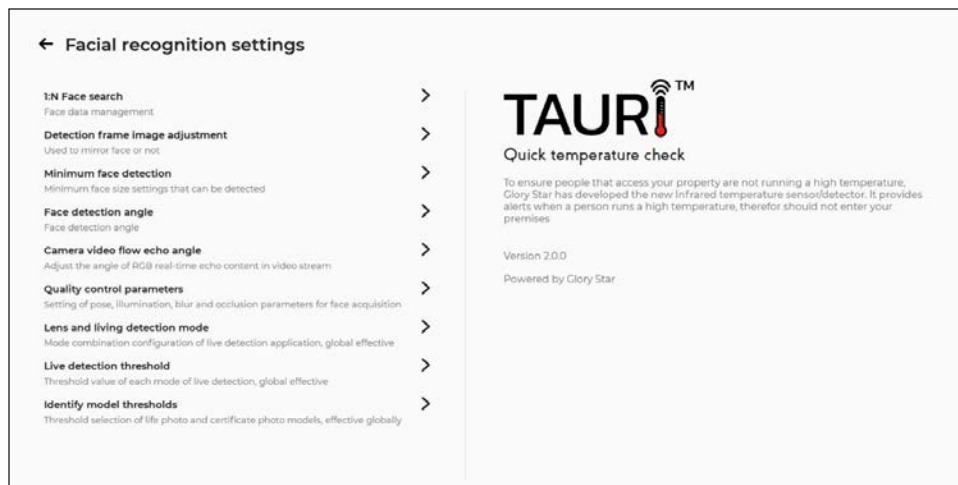 ← Facial recognition settings
1:N Face search
Face data management
Detection frame image adjustment
Used to mirror face or not
Minimum face detection
Minimum face size settings that can be detected
Face detection angle
Face detection angle
Camera video flow echo angle
Adjust the angle of RGB real-time echo content in video stream
Quality control parameters
Setting of pose, illumination, blur and occlusion parameters for face acquisition
Lens and living detection mode
Mode combination configuration of live detection application, global effective
Live detection threshold
Threshold value of each mode of live detection, global effective
Identify model thresholds
Threshold selection of life photo and certificate photo models, effective globally
TAURI™
Quick temperature check
To ensure people that access your property are not running a high temperature,
Glory Star has developed the new Infrared temperature sensor/detector. It provides
alerts when a person runs a high temperature, therefor should not enter your
premises
Version 2.0.0
Powered by Glory Star